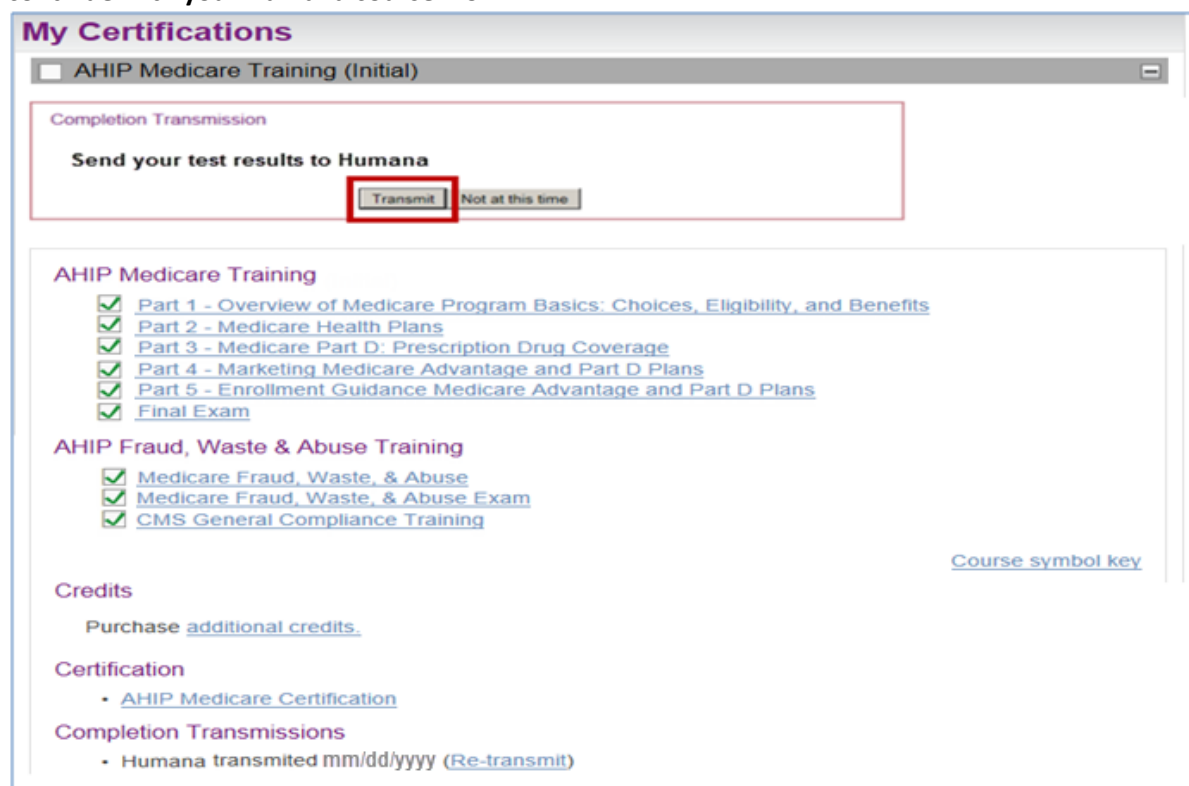 My Certifications
AHIP Medicare Training (Initial)
Completion Transmission
Send your test results to Humana
Transmit Not at this time
AHIP Medicare Training
Part 1 - Overview of Medicare Program Basics: Choices, Eligibility, and Benefits
Part 2 - Medicare Health Plans
Part 3 - Medicare Part D: Prescription Drug Coverage
Part 4 - Marketing Medicare Advantage and Part D Plans
Part 5 - Enrollment Guidance Medicare Advantage and Part D Plans
Final Exam
AHIP Fraud, Waste & Abuse Training
Medicare Fraud, Waste, & Abuse
Medicare Fraud, Waste, & Abuse Exam
CMS General Compliance Training
Course symbol key
Credits
Purchase additional credits.
Certification
• AHIP Medicare Certification
Completion Transmissions
• Humana transmited mm/dd/yyyy (Re-transmit)